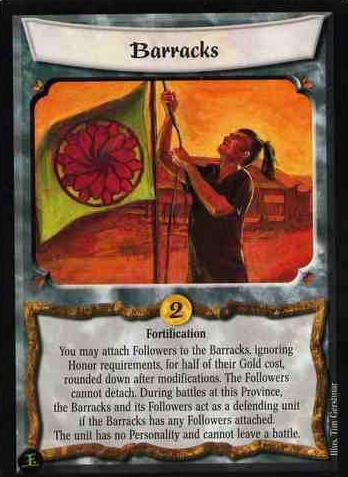 Barracks
2
Fortification
You may attach Followers to the Barracks, ignoring
Honor requirements, for half of their Gold cost,
rounded down after modifications. The Followers
cannot detach. During battles at this Province,
the Barracks and its Followers act as a defending unit
if the Barracks has any Followers attached.
The unit has no Personality and cannot leave a battle.
E
Illus. Tim Gerstmar